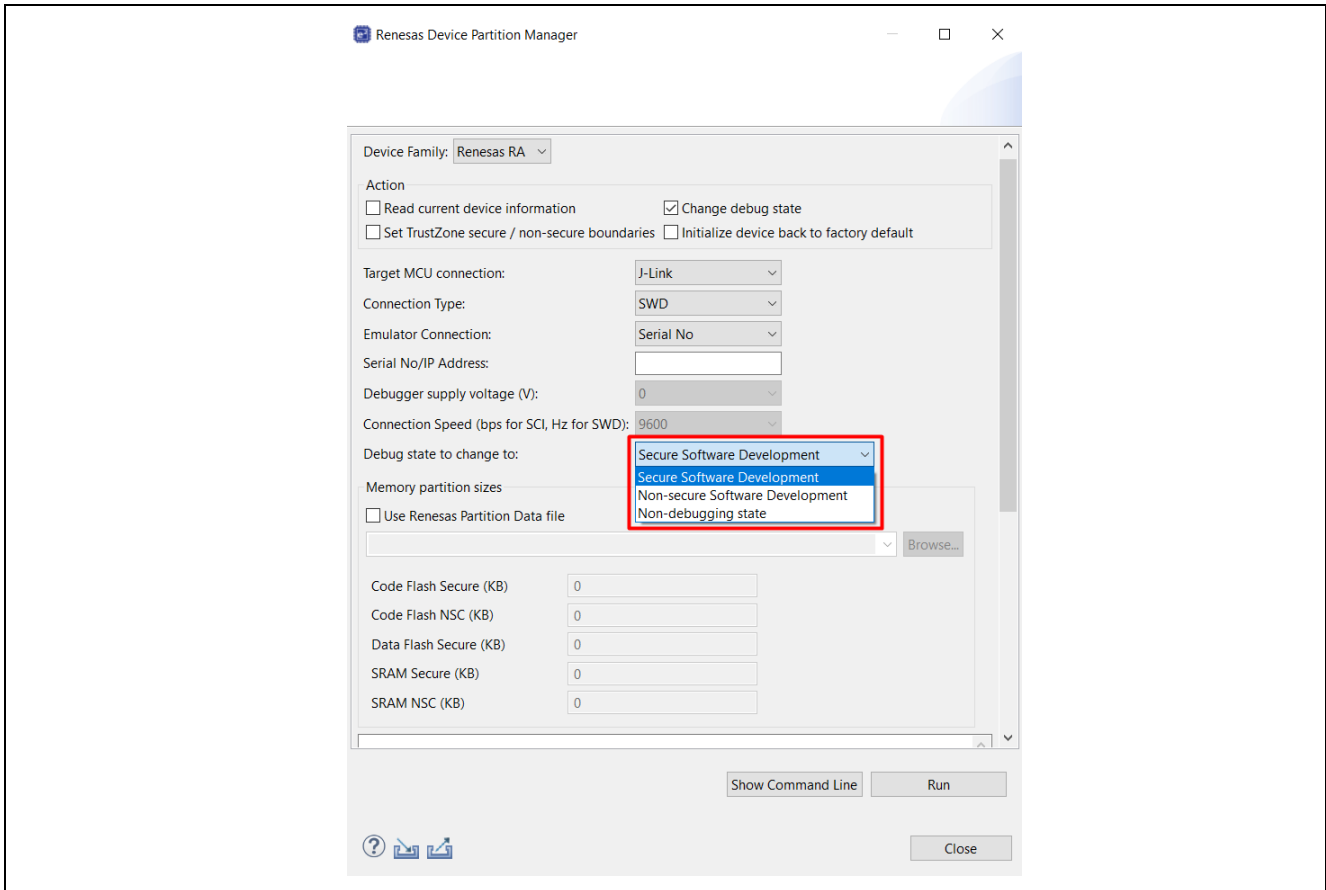 Renesas Device Partition Manager
Device Family: Renesas RA
Action
Read current device information Change debug state
Set TrustZone secure / non-secure boundaries Initialize device back to factory default
Target MCU connection: J-Link
Connection Type: SWD
Emulator Connection: Serial No
Serial No/IP Address:
Debugger supply voltage (V): 0
Connection Speed (bps for SCI, Hz for SWD): 9600
Debug state to change to: Secure Software Development
Secure Software Development
Memory partition sizes
Non-secure Software Development
Non-debugging state
Use Renesas Partition Data file
Browse...
Code Flash Secure (KB) 0
Code Flash NSC (KB) 0
Data Flash Secure (KB) 0
SRAM Secure (KB) 0
SRAM NSC (KB) 0
Show Command Line Run
? Close